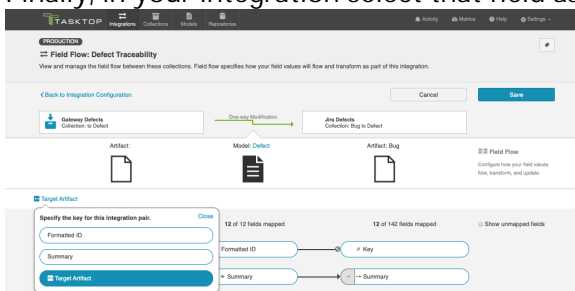 Finally, in your integration select that field as
TASKTOP
Integrations
Collections
Models
Repositories
Activity
Metrics
Help
Settings
PRODUCTION
Field Flow: Defect Traceability
View and manage the field flow between these collections. Field flow specifies how your field values will flow and transform as part of this integration.
Back to Integration Configuration
Cancel
Save
Gateway Defects
Collection: to Defect
One-way Modification
Jira Defects
Collection: Bug to Defect
Artifact:
Model: Defect
Artifact: Bug
Field Flow
Configure how your field values
flow, transform, and update.
Target Artifact
Specify the key for this integration pair.
Close
12 of 12 fields mapped
12 of 142 fields mapped
Show unmapped fields
Formatted ID
Formatted ID
Key
Summary
Target Artifact
Summary
Summary